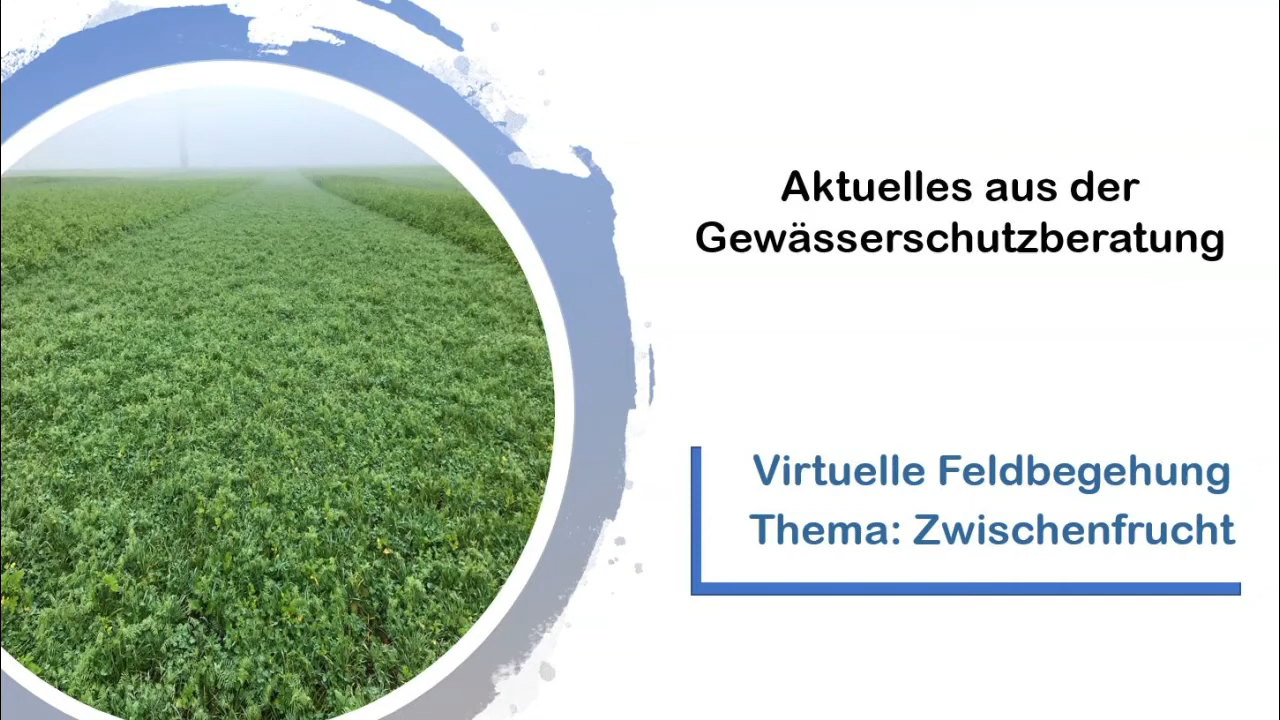 Aktuelles aus der
Gewässerschutzberatung
Virtuelle Feldbegehung
Thema: Zwischenfrucht